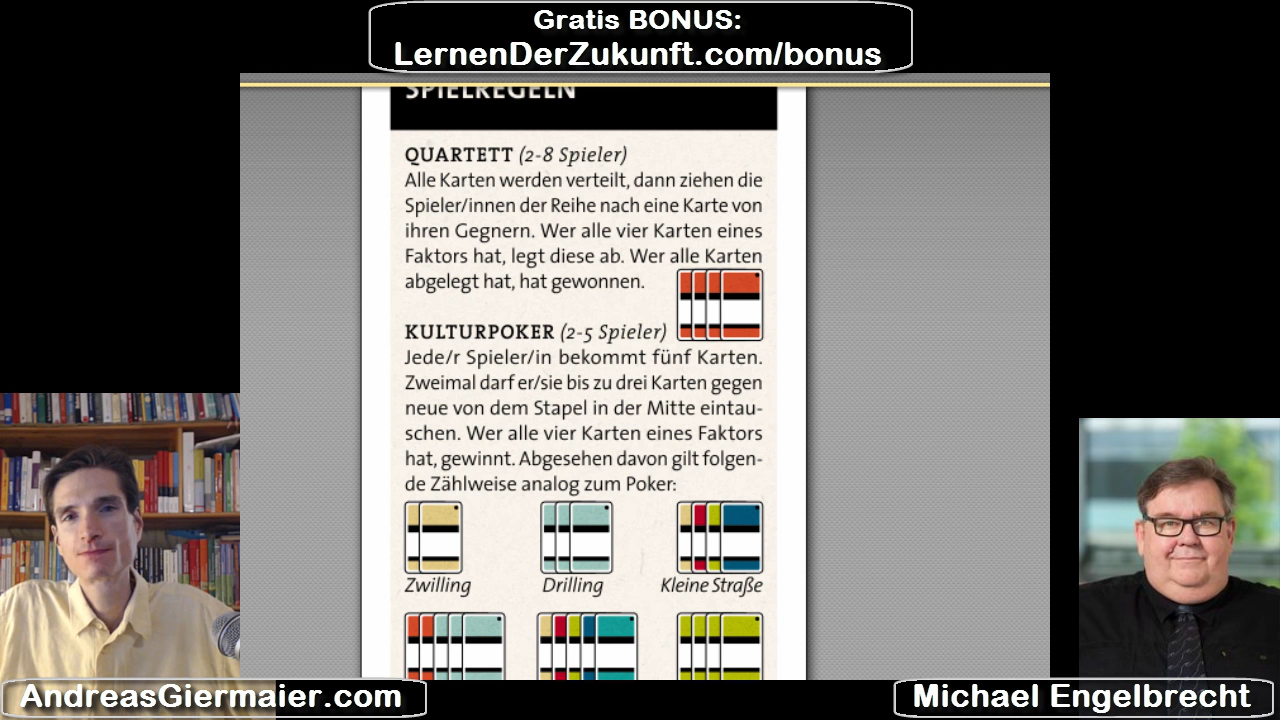 Gratis BONUS:
LernenDerZukunft.com/bonus
SPIELREGELN
QUARTETT (2-8 Spieler)
Alle Karten werden verteilt, dann ziehen die
Spieler/innen der Reihe nach eine Karte von
ihren Gegnern. Wer alle vier Karten eines
Faktors hat, legt diese ab. Wer alle Karten
abgelegt hat, hat gewonnen.
KULTURPOKER (2-5 Spieler)
Jede/r Spieler/in bekommt fünf Karten.
Zweimal darf er/sie bis zu drei Karten gegen
neue von dem Stapel in der Mitte eintau-
schen. Wer alle vier Karten eines Faktors
hat, gewinnt. Abgesehen davon gilt folgen-
de Zählweise analog zum Poker:
Zwilling
Drilling
Kleine Straße
AndreasGiermaier.com
Michael Engelbrecht